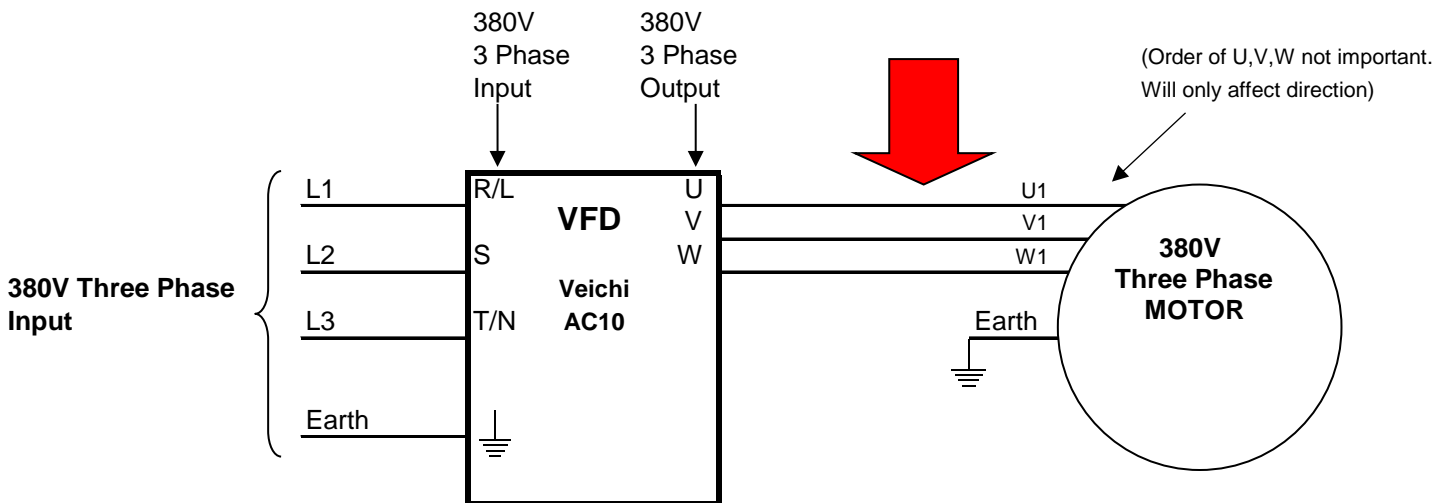 380V
3 Phase
Input
380V
3 Phase
Output
(Order of U,V,W not important.
Will only affect direction)
380V Three Phase
Input
L1
L2
L3
Earth
R/L
S
T/N
VFD
Veichi
AC10
U
V
W
U1
V1
W1
Earth
380V
Three Phase
MOTOR